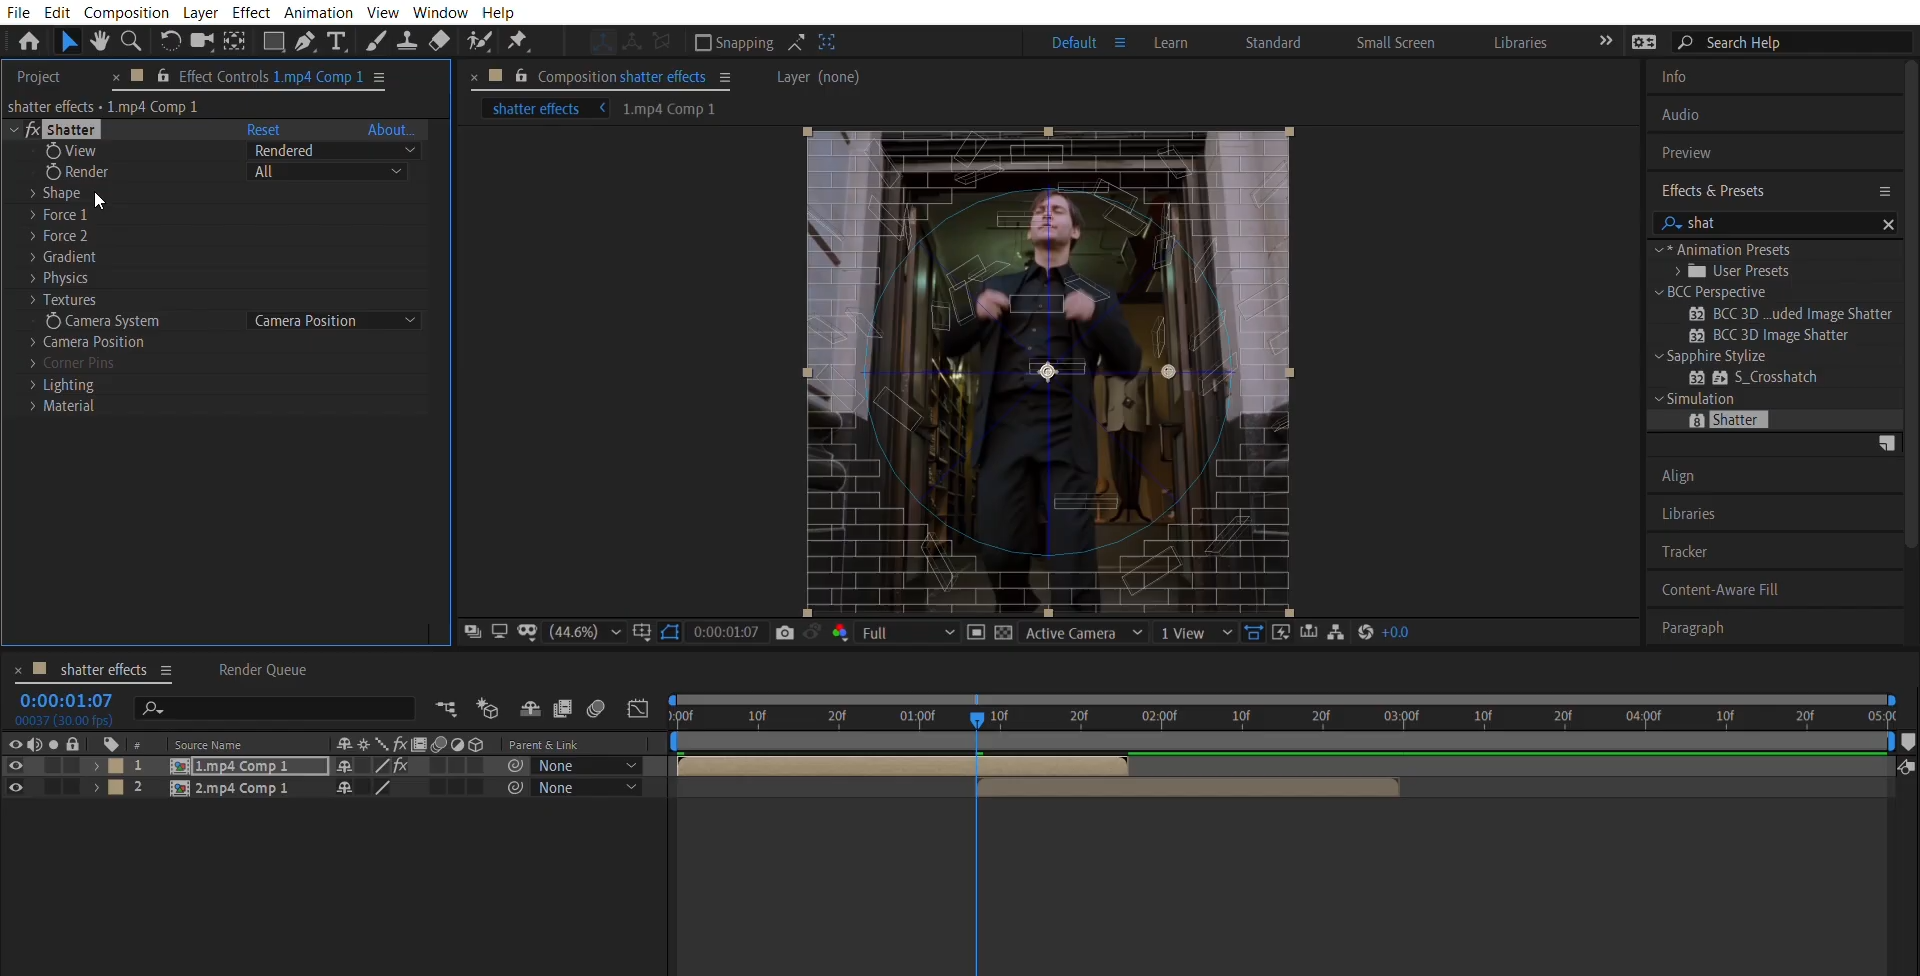 File Edit Composition Layer Effect Animation View Window Help
Snapping
Default Learn Standard Small Screen Libraries Search Help
Project Effect Controls 1.mp4 Comp 1
shatter effects • 1.mp4 Comp 1
fx Shatter Reset About...
View Rendered
Render All
Shape
Force 1
Force 2
Gradient
Physics
Textures
Camera System Camera Position
Camera Position
Corner Pins
Lighting
Material
Composition shatter effects Layer (none)
shatter effects 1.mp4 Comp 1
(44.6%) 0:00:01:07 Full Active Camera 1 View +0.0
Info
Audio
Preview
Effects & Presets
shat
* Animation Presets
User Presets
BCC Perspective
32 BCC 3D ...uded Image Shatter
32 BCC 3D Image Shatter
Sapphire Stylize
32 S_Crosshatch
Simulation
8 Shatter
Align
Libraries
Tracker
Content-Aware Fill
Paragraph
shatter effects Render Queue
0:00:01:07
00037 (30.00 fps)
):00f 10f 20f 01:00f 10f 20f 02:00f 10f 20f 03:00f 10f 20f 04:00f 10f 20f 05:00
# Source Name fx Parent & Link
1 1.mp4 Comp 1 fx None
2 2.mp4 Comp 1 None